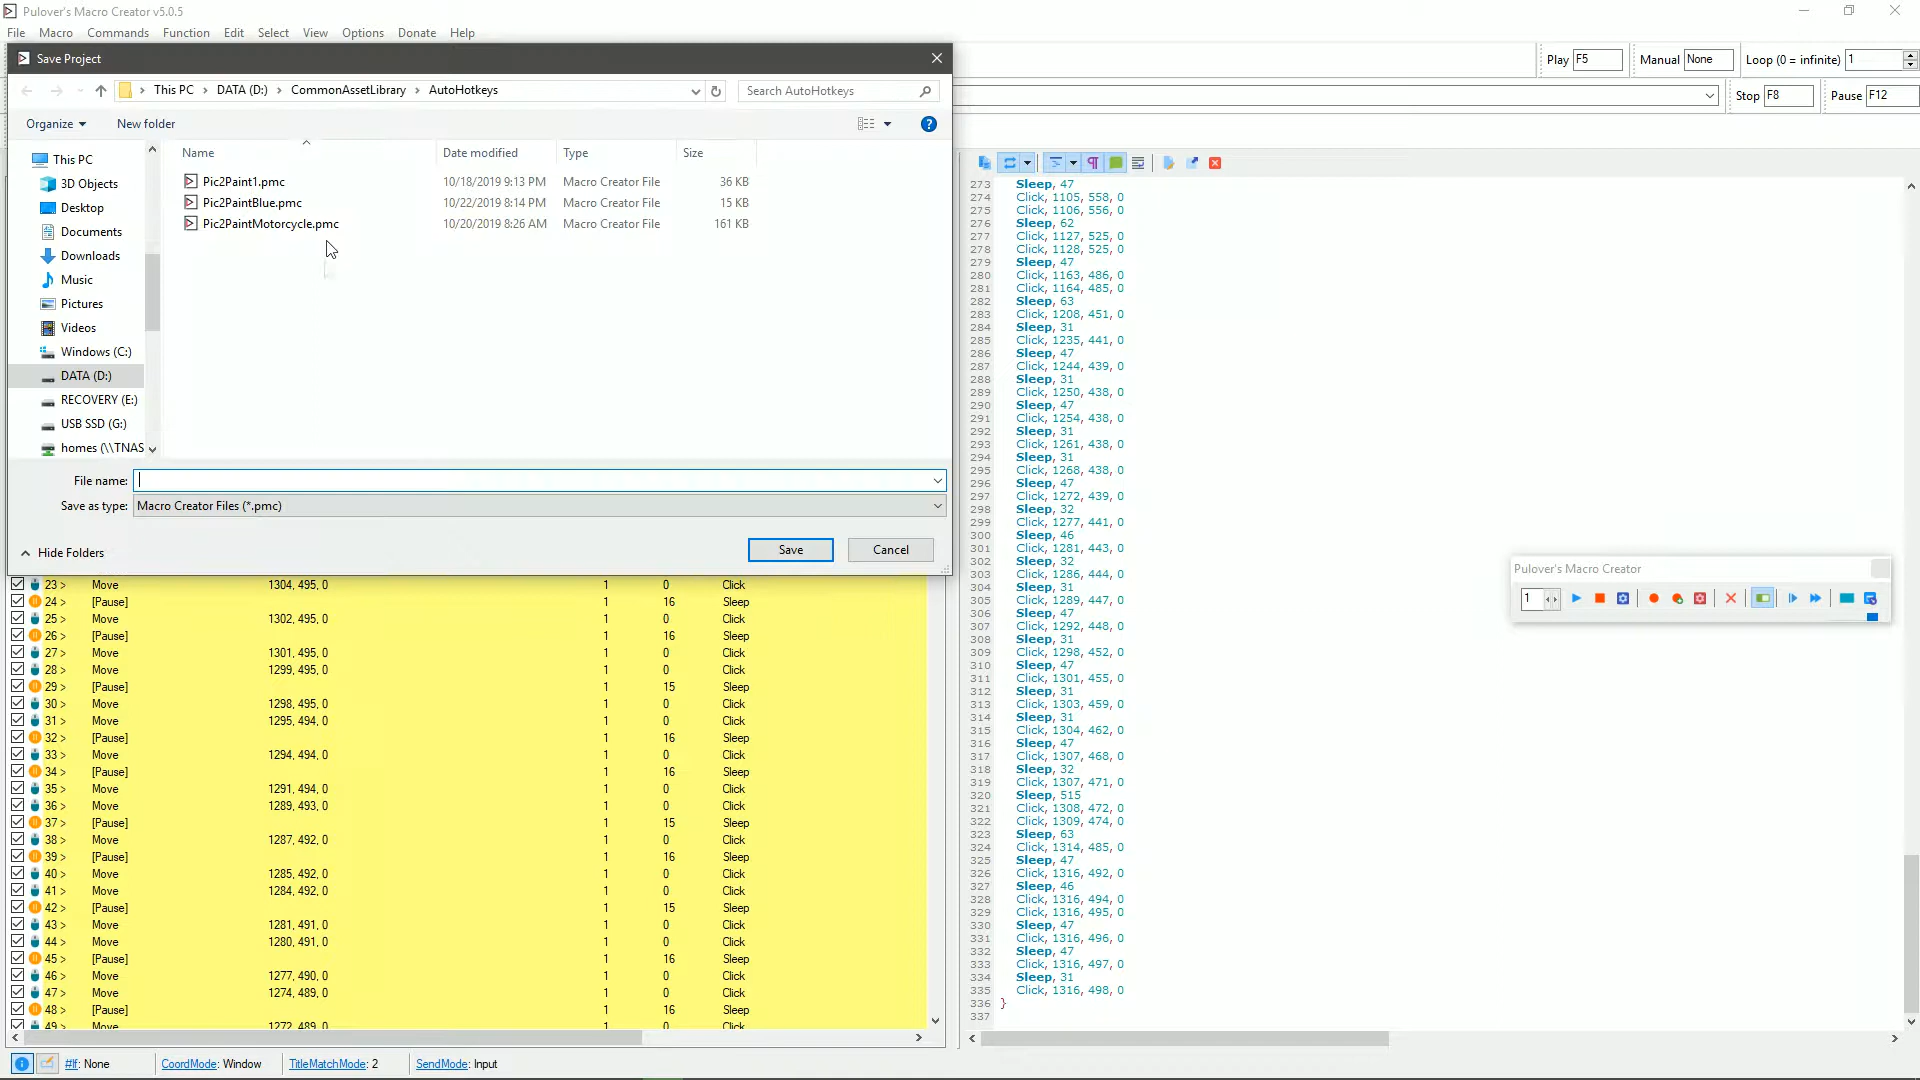 Pulover's Macro Creator v5.0.5
File Macro Commands Function Edit Select View Options Donate Help
Save Project
Play F5 Manual None Loop (0 = infinite) 1
This PC DATA (D:) CommonAssetLibrary AutoHotkeys Search AutoHotkeys
Stop F8 Pause F12
Organize New folder
Name Date modified Type Size
Pic2Paint1.pmc 10/18/2019 9:13 PM Macro Creator File 36 KB
Pic2PaintBlue.pmc 10/22/2019 8:14 PM Macro Creator File 15 KB
Pic2PaintMotorcycle.pmc 10/20/2019 8:26 AM Macro Creator File 161 KB
This PC
3D Objects
Desktop
Documents
Downloads
Music
Pictures
Videos
Windows (C:)
DATA (D:)
RECOVERY (E:)
USB SSD (G:)
homes (\\TNAS
File name:
Save as type: Macro Creator Files (*.pmc)
Hide Folders Save Cancel
23 > Move 1304, 495, 0 1 0 Click
24 > [Pause] 1 16 Sleep
25 > Move 1302, 495, 0 1 0 Click
26 > [Pause] 1 16 Sleep
27 > Move 1301, 495, 0 1 0 Click
28 > Move 1299, 495, 0 1 0 Click
29 > [Pause] 1 15 Sleep
30 > Move 1298, 495, 0 1 0 Click
31 > Move 1295, 494, 0 1 0 Click
32 > [Pause] 1 16 Sleep
33 > Move 1294, 494, 0 1 0 Click
34 > [Pause] 1 16 Sleep
35 > Move 1291, 494, 0 1 0 Click
36 > Move 1289, 493, 0 1 0 Click
37 > [Pause] 1 15 Sleep
38 > Move 1287, 492, 0 1 0 Click
39 > [Pause] 1 16 Sleep
40 > Move 1285, 492, 0 1 0 Click
41 > Move 1284, 492, 0 1 0 Click
42 > [Pause] 1 15 Sleep
43 > Move 1281, 491, 0 1 0 Click
44 > Move 1280, 491, 0 1 0 Click
45 > [Pause] 1 16 Sleep
46 > Move 1277, 490, 0 1 0 Click
47 > Move 1274, 489, 0 1 0 Click
48 > [Pause] 1 16 Sleep
49 > Move 1272, 489, 0 1 0 Click
273 Sleep, 47
274 Click, 1105, 558, 0
275 Click, 1106, 556, 0
276 Sleep, 62
277 Click, 1127, 525, 0
278 Click, 1128, 525, 0
279 Sleep, 47
280 Click, 1163, 486, 0
281 Click, 1164, 485, 0
282 Sleep, 63
283 Click, 1208, 451, 0
284 Sleep, 31
285 Click, 1235, 441, 0
286 Sleep, 47
287 Click, 1244, 439, 0
288 Sleep, 31
289 Click, 1250, 438, 0
290 Sleep, 47
291 Click, 1254, 438, 0
292 Sleep, 31
293 Click, 1261, 438, 0
294 Sleep, 31
295 Click, 1268, 438, 0
296 Sleep, 47
297 Click, 1272, 439, 0
298 Sleep, 32
299 Click, 1277, 441, 0
300 Sleep, 46
301 Click, 1281, 443, 0
302 Sleep, 32
303 Click, 1286, 444, 0
304 Sleep, 31
305 Click, 1289, 447, 0
306 Sleep, 47
307 Click, 1292, 448, 0
308 Sleep, 31
309 Click, 1298, 452, 0
310 Sleep, 47
311 Click, 1301, 455, 0
312 Sleep, 31
313 Click, 1303, 459, 0
314 Sleep, 31
315 Click, 1304, 462, 0
316 Sleep, 47
317 Click, 1307, 468, 0
318 Sleep, 32
319 Click, 1307, 471, 0
320 Sleep, 515
321 Click, 1308, 472, 0
322 Click, 1309, 474, 0
323 Sleep, 63
324 Click, 1314, 485, 0
325 Sleep, 47
326 Click, 1316, 492, 0
327 Sleep, 46
328 Click, 1316, 494, 0
329 Click, 1316, 495, 0
330 Sleep, 47
331 Click, 1316, 496, 0
332 Sleep, 47
333 Click, 1316, 497, 0
334 Sleep, 31
335 Click, 1316, 498, 0
336 }
337
Pulover's Macro Creator
1
#If: None CoordMode: Window TitleMatchMode: 2 SendMode: Input